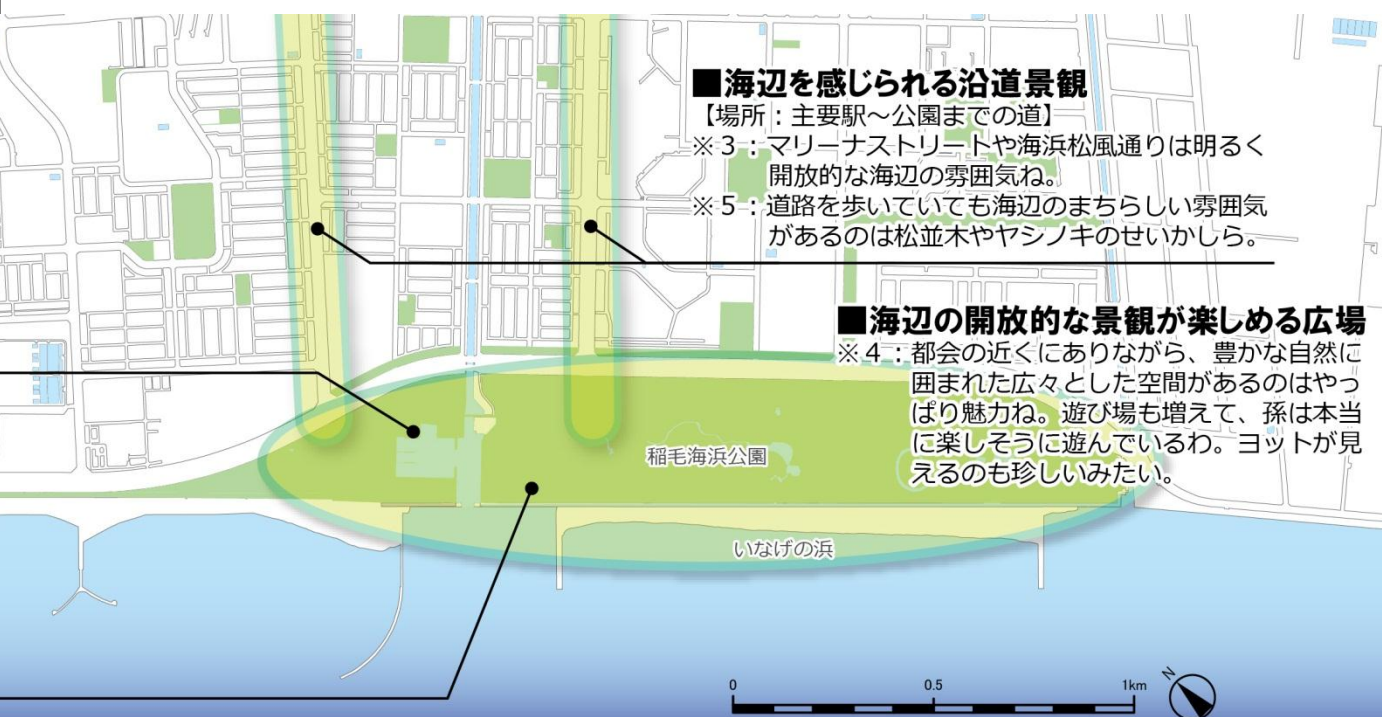 ■海辺を感じられる沿道景観
【場所：主要駅～公園までの道】
※３：マリーナストリートや海浜松風通りは明るく
開放的な海辺の雰囲気ね。
※５：道路を歩いていても海辺のまちらしい雰囲気
があるのは松並木やヤシノキのせいかしら。
■海辺の開放的な景観が楽しめる広場
※４：都会の近くにありながら、豊かな自然に
囲まれた広々とした空間があるのはやっ
ぱり魅力ね。遊び場も増えて、孫は本当
に楽しそうに遊んでいるわ。ヨットが見
えるのも珍しいみたい。
稲毛海浜公園
いなげの浜
0 0.5 1km
N